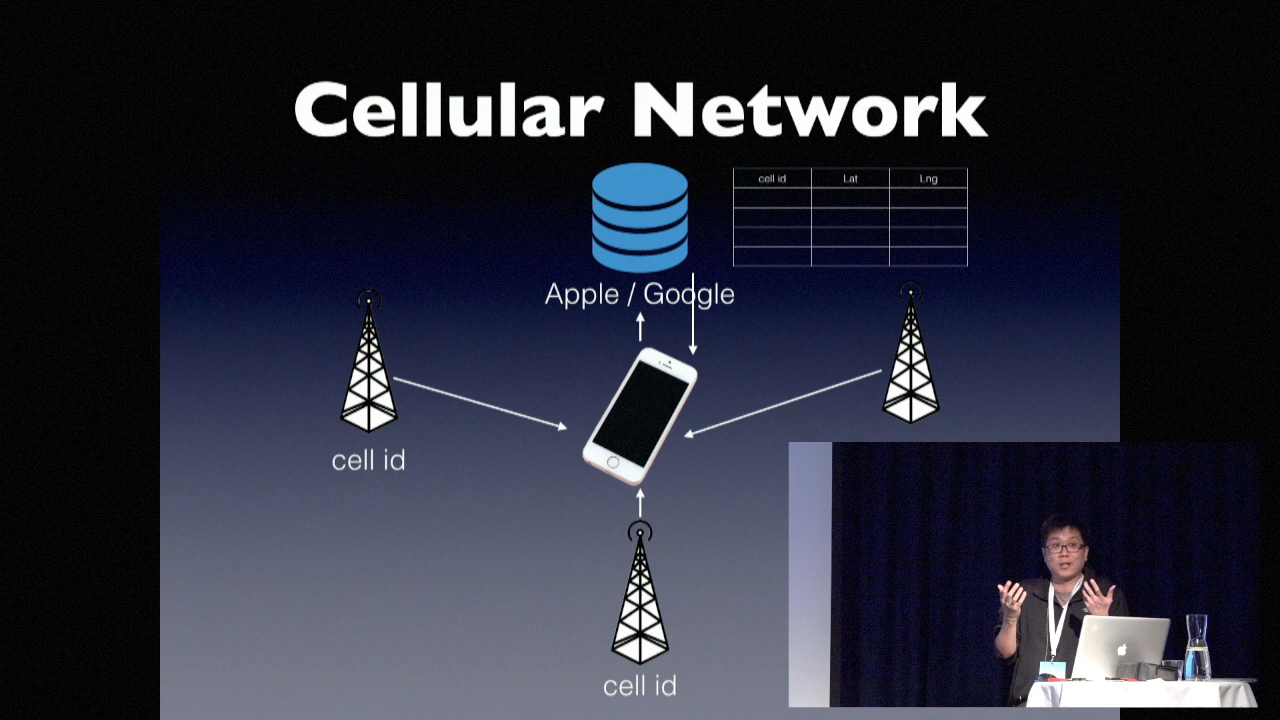 Cellular Network
cell id Lat Lng
Apple / Google
cell id
cell id